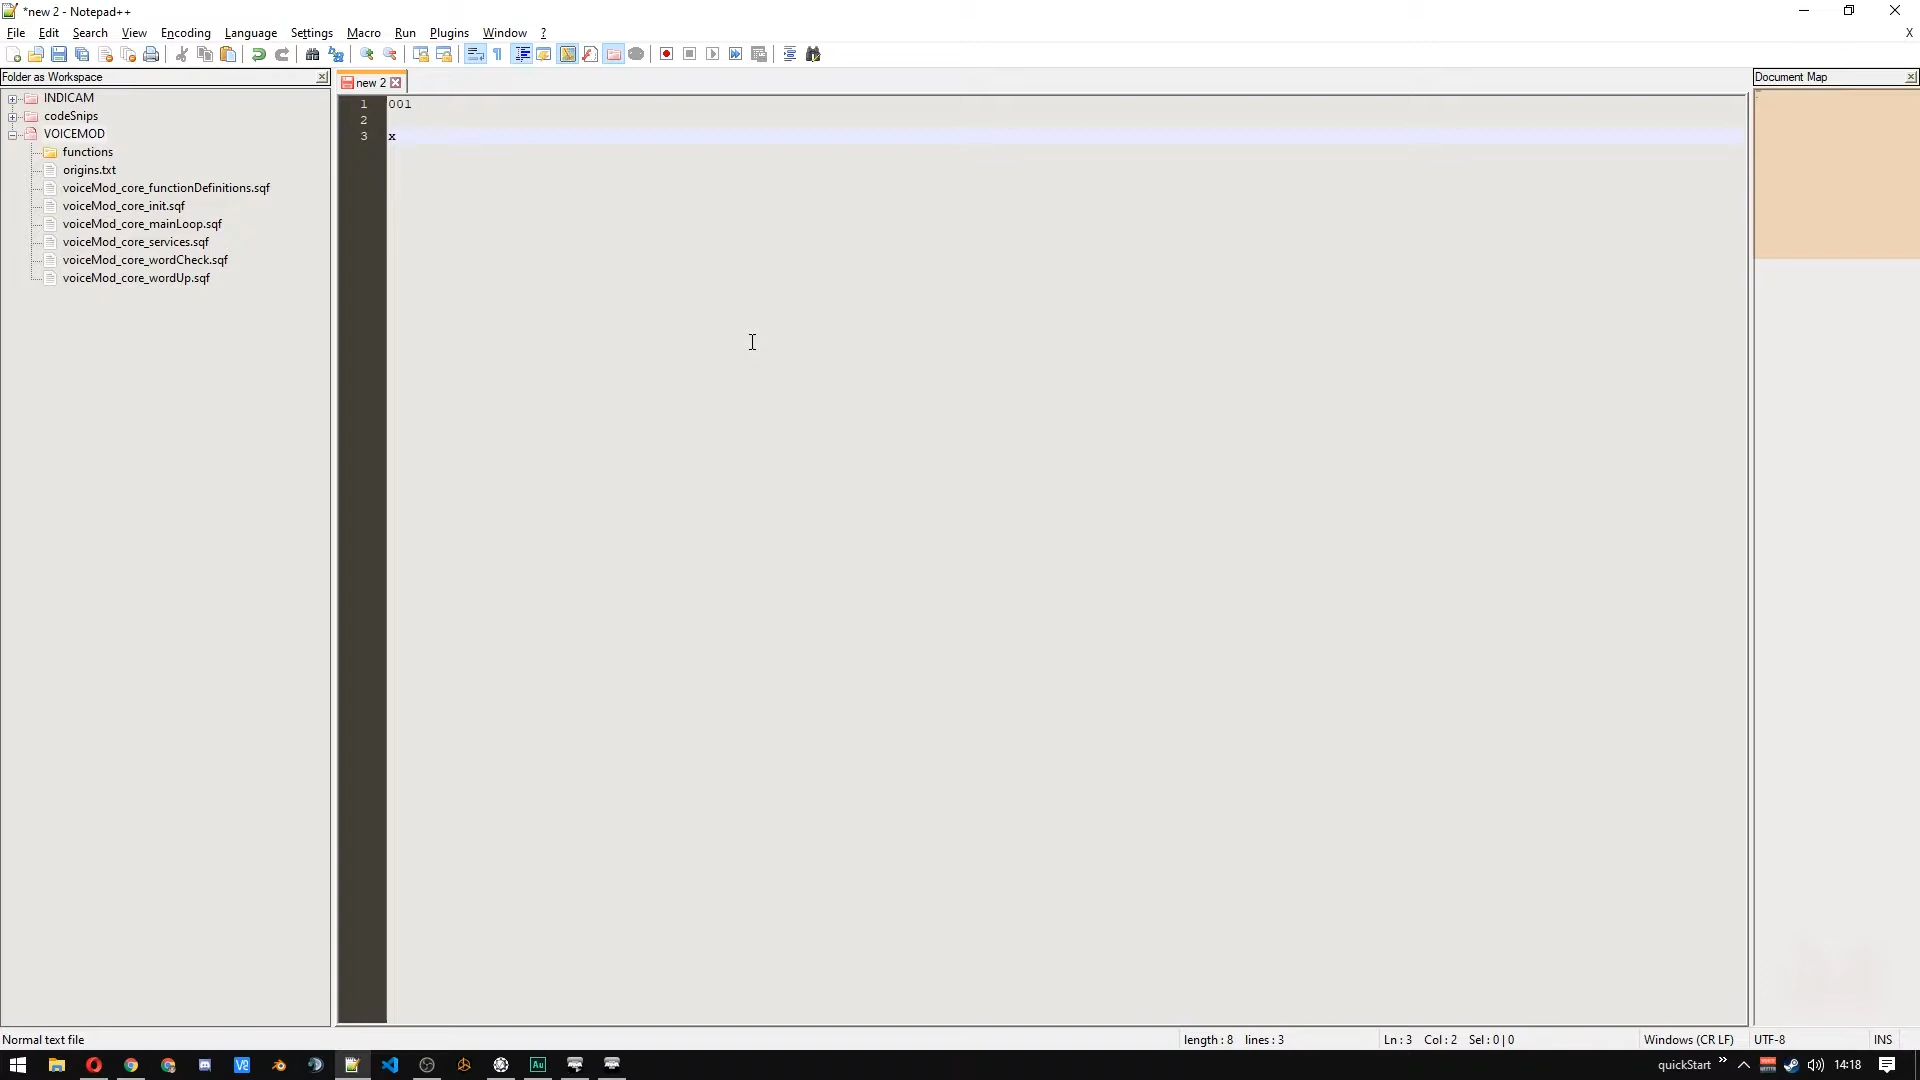 *new 2 - Notepad++
File Edit Search View Encoding Language Settings Macro Run Plugins Window ? X
Folder as Workspace
INDICAM
codeSnips
VOICEMOD
functions
origins.txt
voiceMod_core_functionDefinitions.sqf
voiceMod_core_init.sqf
voiceMod_core_mainLoop.sqf
voiceMod_core_services.sqf
voiceMod_core_wordCheck.sqf
voiceMod_core_wordUp.sqf
new 2
1 001
2
3 x
Document Map
Normal text file length : 8 lines : 3 Ln : 3 Col : 2 Sel : 0 | 0 Windows (CR LF) UTF-8 INS
Au quickStart 14:18